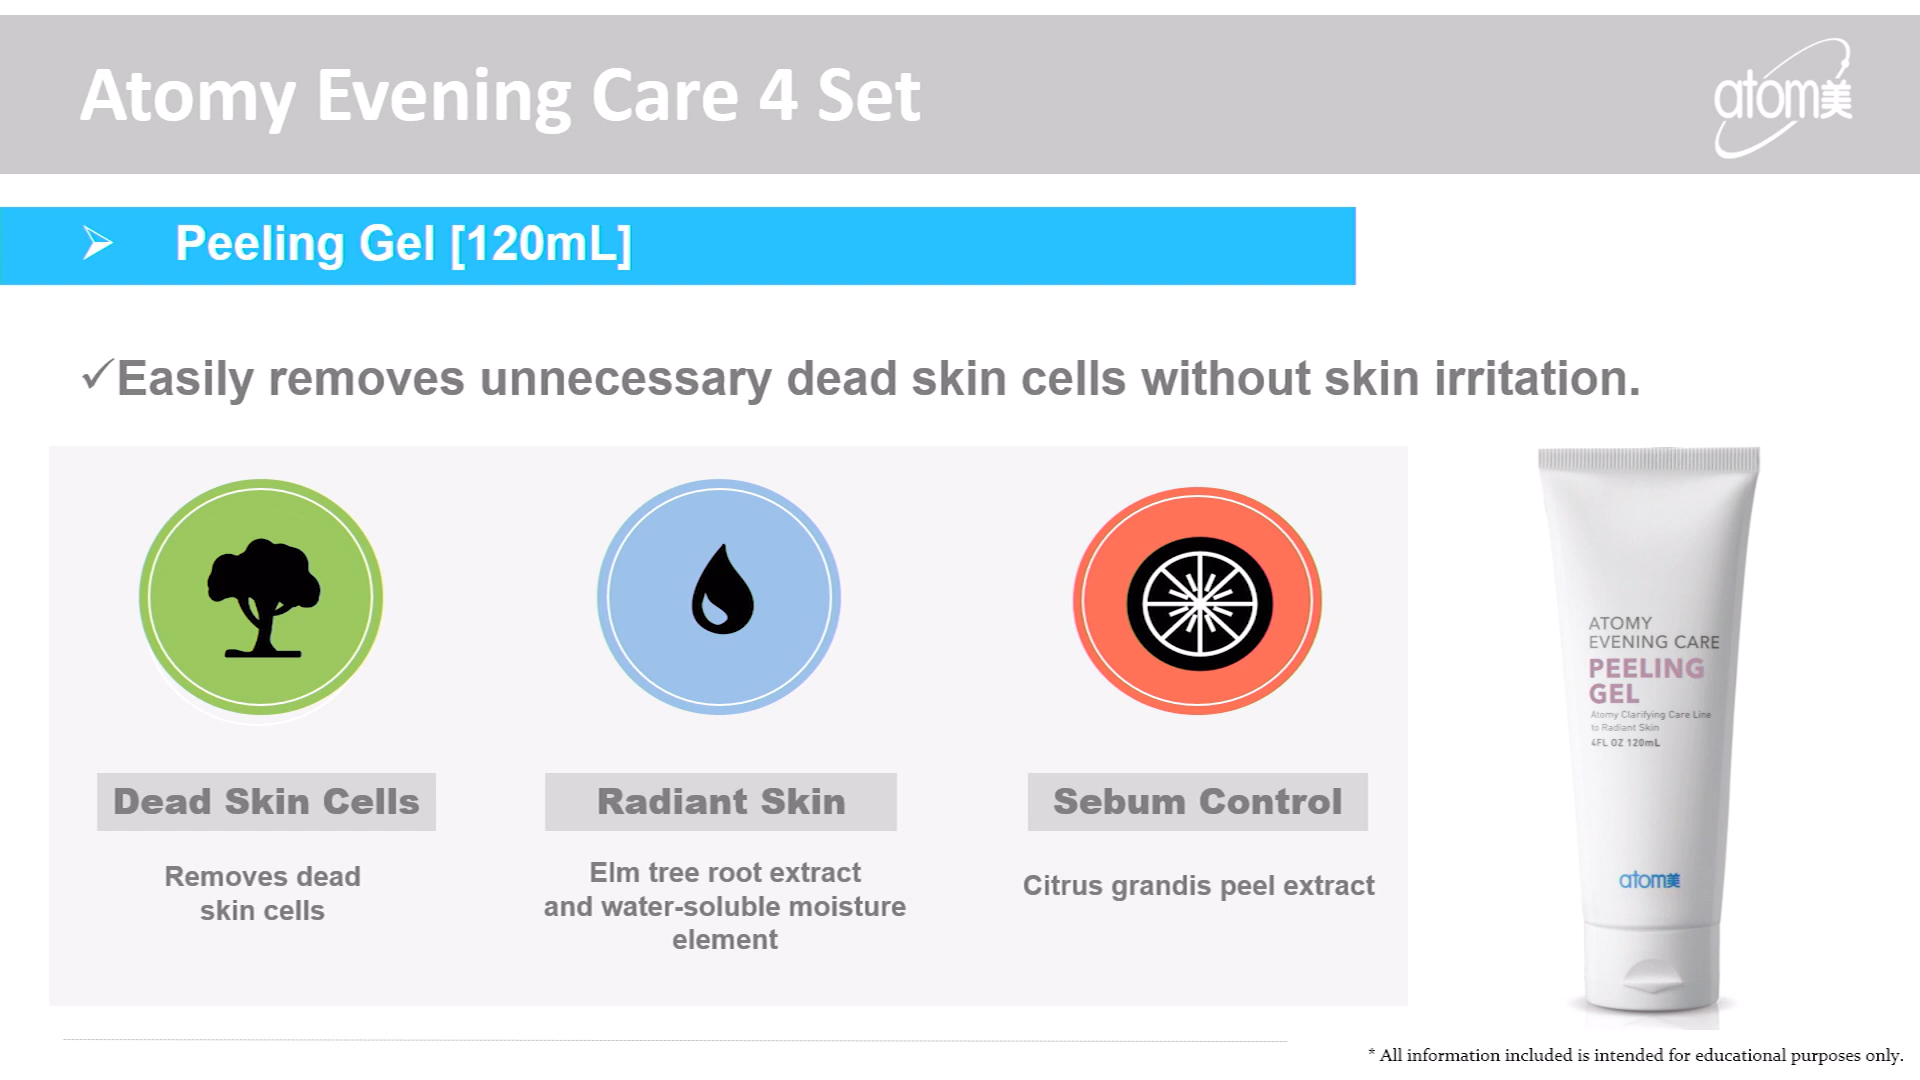 Atomy Evening Care 4 Set
atom美
Peeling Gel [120mL]
✓Easily removes unnecessary dead skin cells without skin irritation.
Dead Skin Cells
Removes dead
skin cells
Radiant Skin
Elm tree root extract
and water-soluble moisture
element
Sebum Control
Citrus grandis peel extract
ATOMY
EVENING CARE
PEELING
GEL
Atomy Clarifying Care Line
to Radiant Skin
4FL OZ 120mL
atom美
* All information included is intended for educational purposes only.